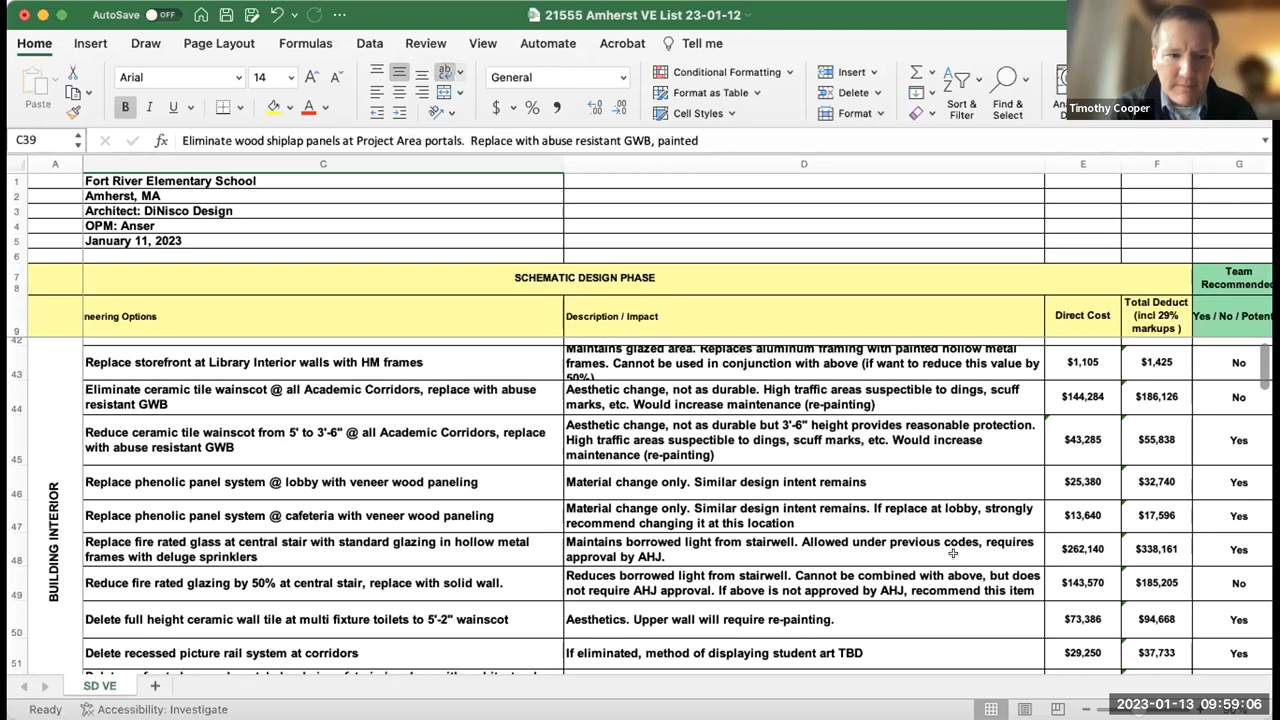 AutoSave OFF
21555 Amherst VE List 23-01-12
Home Insert Draw Page Layout Formulas Data Review View Automate Acrobat Tell me
Paste
Arial 14
B I U
General
$ %
Conditional Formatting
Format as Table
Cell Styles
Insert
Delete
Format
Sort & Filter
Find & Select
Timothy Cooper
C39 fx Eliminate wood shiplap panels at Project Area portals. Replace with abuse resistant GWB, painted
A C D E F G
1 Fort River Elementary School
2 Amherst, MA
3 Architect: DiNisco Design
4 OPM: Anser
5 January 11, 2023
6
7 SCHEMATIC DESIGN PHASE Team
8 Recommended
9 neering Options Description / Impact Direct Cost Total Deduct (incl 29% markups ) Yes / No / Potent
42
BUILDING INTERIOR
43 Replace storefront at Library Interior walls with HM frames
Maintains glazed area. Replaces aluminum framing with painted hollow metal
frames. Cannot be used in conjunction with above (if want to reduce this value by
50%)
$1,105 $1,425 No
44 Eliminate ceramic tile wainscot @ all Academic Corridors, replace with abuse
resistant GWB
Aesthetic change, not as durable. High traffic areas suspectible to dings, scuff
marks, etc. Would increase maintenance (re-painting)
$144,284 $186,126 No
45 Reduce ceramic tile wainscot from 5' to 3'-6" @ all Academic Corridors, replace
with abuse resistant GWB
Aesthetic change, not as durable but 3'-6" height provides reasonable protection.
High traffic areas suspectible to dings, scuff marks, etc. Would increase
maintenance (re-painting)
$43,285 $55,838 Yes
46 Replace phenolic panel system @ lobby with veneer wood paneling
Material change only. Similar design intent remains
$25,380 $32,740 Yes
47 Replace phenolic panel system @ cafeteria with veneer wood paneling
Material change only. Similar design intent remains. If replace at lobby, strongly
recommend changing it at this location
$13,640 $17,596 Yes
48 Replace fire rated glass at central stair with standard glazing in hollow metal
frames with deluge sprinklers
Maintains borrowed light from stairwell. Allowed under previous codes, requires
approval by AHJ.
$262,140 $338,161 Yes
49 Reduce fire rated glazing by 50% at central stair, replace with solid wall.
Reduces borrowed light from stairwell. Cannot be combined with above, but does
not require AHJ approval. If above is not approved by AHJ, recommend this item
$143,570 $185,205 No
50 Delete full height ceramic wall tile at multi fixture toilets to 5'-2" wainscot
Aesthetics. Upper wall will require re-painting.
$73,386 $94,668 Yes
51 Delete recessed picture rail system at corridors
If eliminated, method of displaying student art TBD
$29,250 $37,733 Yes
SD VE
Ready Accessibility: Investigate
2023-01-13 09:59:06